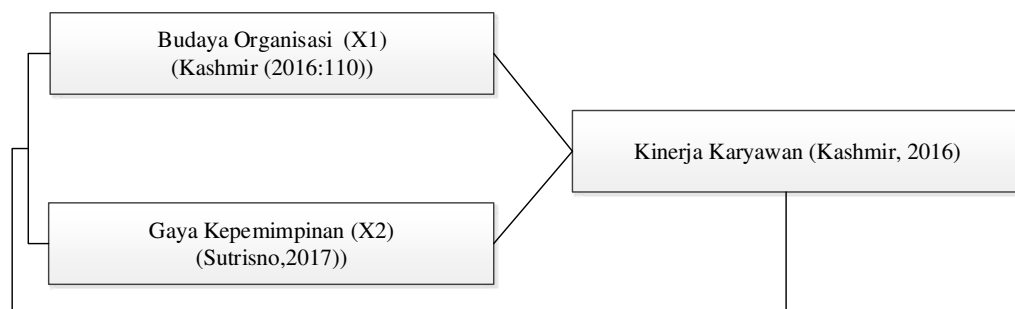 Budaya Organisasi (X1)
(Kashmir (2016:110))
Kinerja Karyawan (Kashmir, 2016)
Gaya Kepemimpinan (X2)
(Sutrisno,2017))